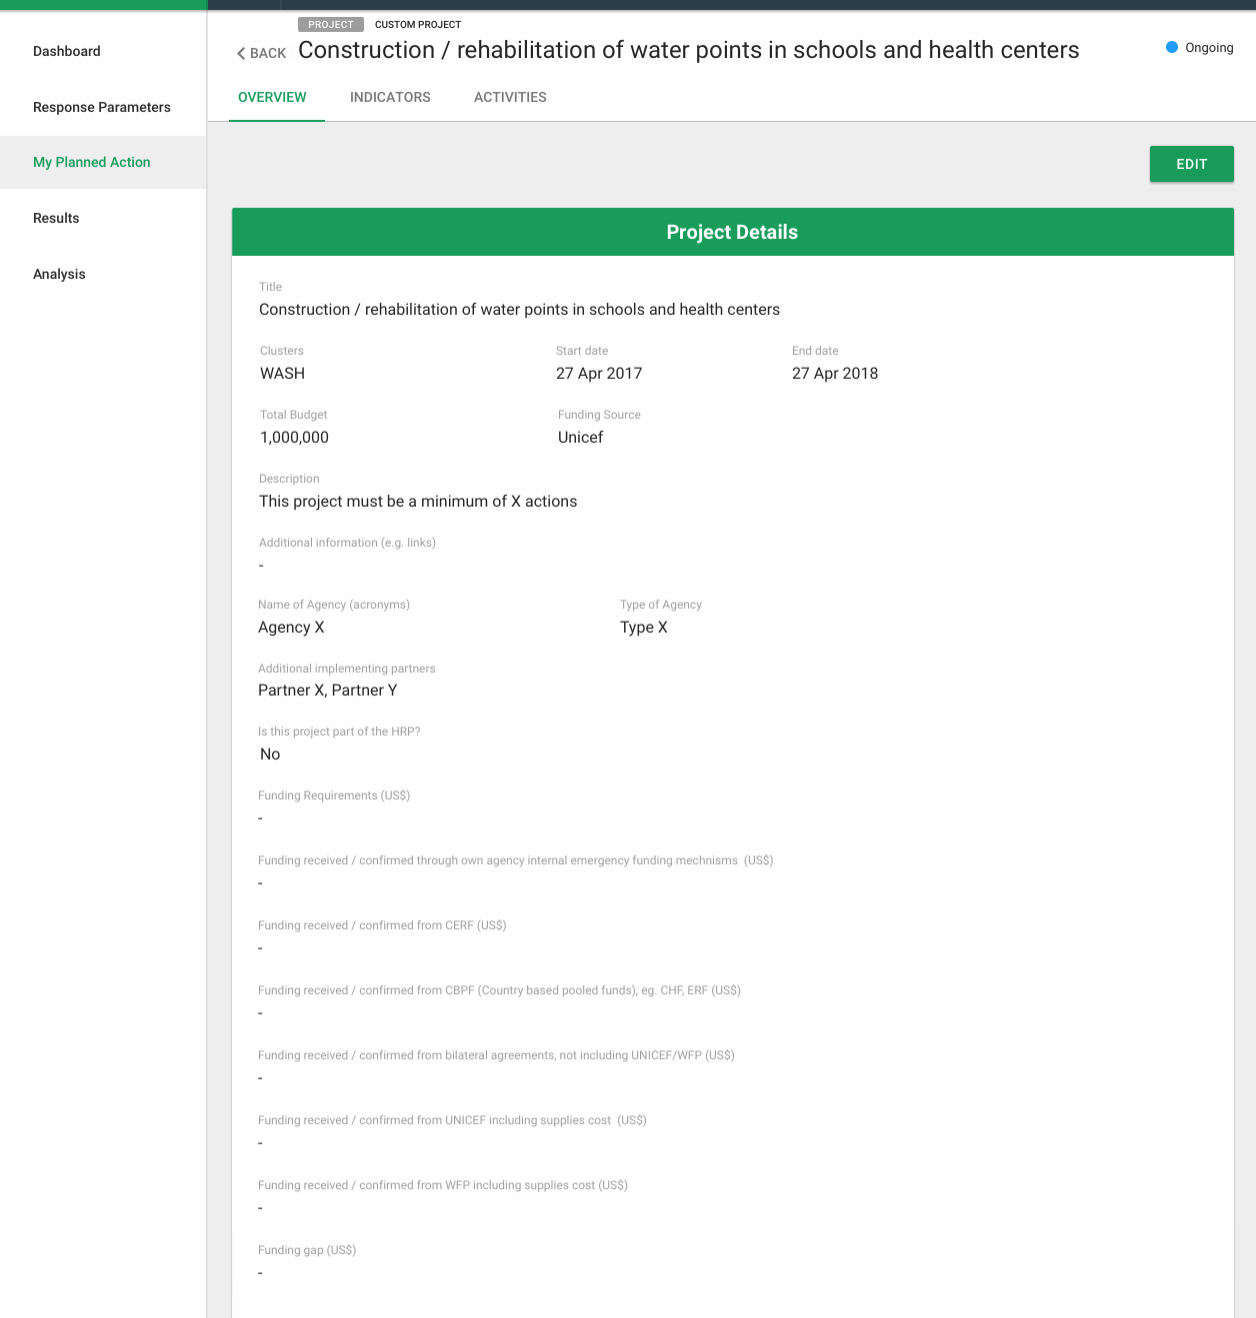 PROJECT CUSTOM PROJECT
BACK Construction / rehabilitation of water points in schools and health centers
Ongoing
OVERVIEW INDICATORS ACTIVITIES
Dashboard
Response Parameters
My Planned Action
Results
Analysis
EDIT
Project Details
Title
Construction / rehabilitation of water points in schools and health centers
Clusters Start date End date
WASH 27 Apr 2017 27 Apr 2018
Total Budget Funding Source
1,000,000 Unicef
Description
This project must be a minimum of X actions
Additional information (e.g. links)
-
Name of Agency (acronyms) Type of Agency
Agency X Type X
Additional implementing partners
Partner X, Partner Y
Is this project part of the HRP?
No
Funding Requirements (US$)
-
Funding received / confirmed through own agency internal emergency funding mechnisms (US$)
-
Funding received / confirmed from CERF (US$)
-
Funding received / confirmed from CBPF (Country based pooled funds), eg. CHF, ERF (US$)
-
Funding received / confirmed from bilateral agreements, not including UNICEF/WFP (US$)
-
Funding received / confirmed from UNICEF including supplies cost (US$)
-
Funding received / confirmed from WFP including supplies cost (US$)
-
Funding gap (US$)
-